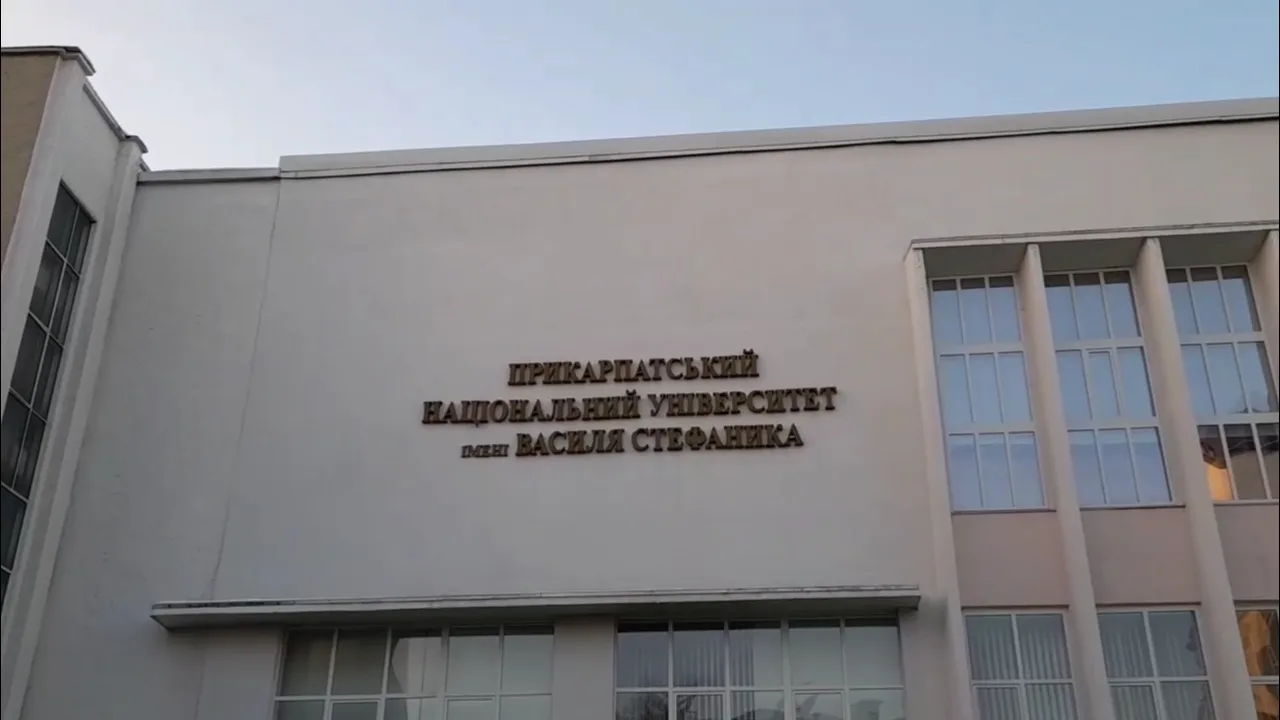 ПРИКАРПАТСЬКИЙ
НАЦІОНАЛЬНИЙ УНІВЕРСИТЕТ
ІМЕНІ ВАСИЛЯ СТЕФАНИКА